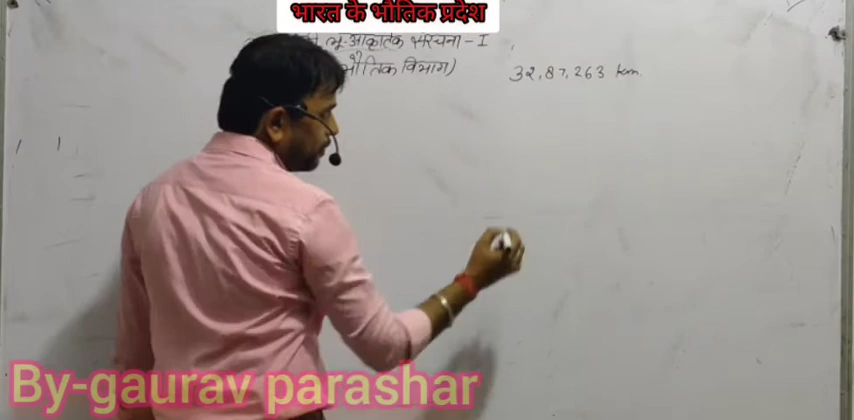 भारत के भौतिक प्रदेश
भू-आकृतिक संरचना - I
भौतिक विभाग)
32,87,263 km.
By-gaurav parashar